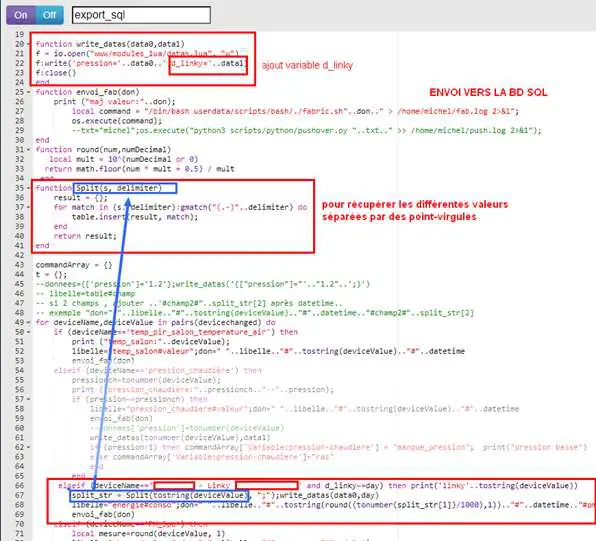 On Off export_sql
19
20 function write_datas(data0,data1)
21 f = io.open("www/modules_lua/datas.lua", "w")
22 f:write('pression='..data0..' d_linky='..data1)
23 f:close()
24 end
ajout variable d_linky
25 function envoi_fab(don)
ENVOI VERS LA BD SQL
26 print ("maj valeur:"..don);
27 local command = "/bin/bash userdata/scripts/bash/./fabric.sh"..don.." > /home/michel/fab.log 2>&1";
28 os.execute(command);
29 --txt="mosly";os.execute("python3 scripts/python/pushover.py "..txt.." >> /home/michel/push.log 2>&1");
30 end
31 function round(num,numDecimal)
32 local mult = 10^(numDecimal or 0)
33 return math.floor(num * mult + 0.5) / mult
34 end
35 function Split(s, delimiter)
36 result = {};
37 for match in (s..delimiter):gmatch("(.-)"..delimiter) do
38 table.insert(result, match);
39 end
40 return result;
41 end
pour récupérer les différentes valeurs
séparées par des point-virgules
42
43 commandArray = {}
44 t = {};
45 --donnees={['pression']='1.2'};write_datas('{["pression"]="'.."1.2"..';}')
46 -- libelle=table#champ
47 -- si 2 champs , ajouter ..'#champ2#"..split_str[2] après datetime..
48 -- exemple "don=" "..libelle.."#"..tostring(deviceValue).."#"..datetime.."#champ2#"..split_str[2]
49 for deviceName,deviceValue in pairs(devicechanged) do
50 if (deviceName=='temp_pir_salon_temperature_air') then
51 print ("temp_salon:"..deviceValue);
52 libelle="temp_salon#valeur";don=" "..libelle.."#"..tostring(deviceValue).."#"..datetime
53 envoi_fab(don)
54 elseif (deviceName=='pression_chaudière') then
55 pressionch=tonumber(deviceValue);
56 print ("pression_chaudiere:"..pressionch.."--"..pression);
57 if (pression~=pressionch) then
58 libelle="pression_chaudiere#valeur";don=" "..libelle.."#"..tostring(deviceValue).."#"..datetime
59 envoi_fab(don)
60 --donnees['pression']=tonumber(deviceValue)
61 write_datas(tonumber(deviceValue),data1)
62 if (pression<1) then commandArray['Variable:pression-chaudiere'] = "manque_pression"; print("pression basse")
63 else commandArray['Variable:pression-chaudiere']="ras"
64 end
65 end
66 elseif (deviceName==" - Linky and d_linky~=day) then print('linky'..tostring(deviceValue))
67 split_str = Split(tostring(deviceValue), ";");write_datas(data0,day)
68 libelle="energie#conso";don=" "..libelle.."#"..tostring(round((tonumber(split_str[1])/1000),1)).."#"..datetime.."#
69 envoi_fab(don)
70
71 local mesure=round(deviceValue, 1)